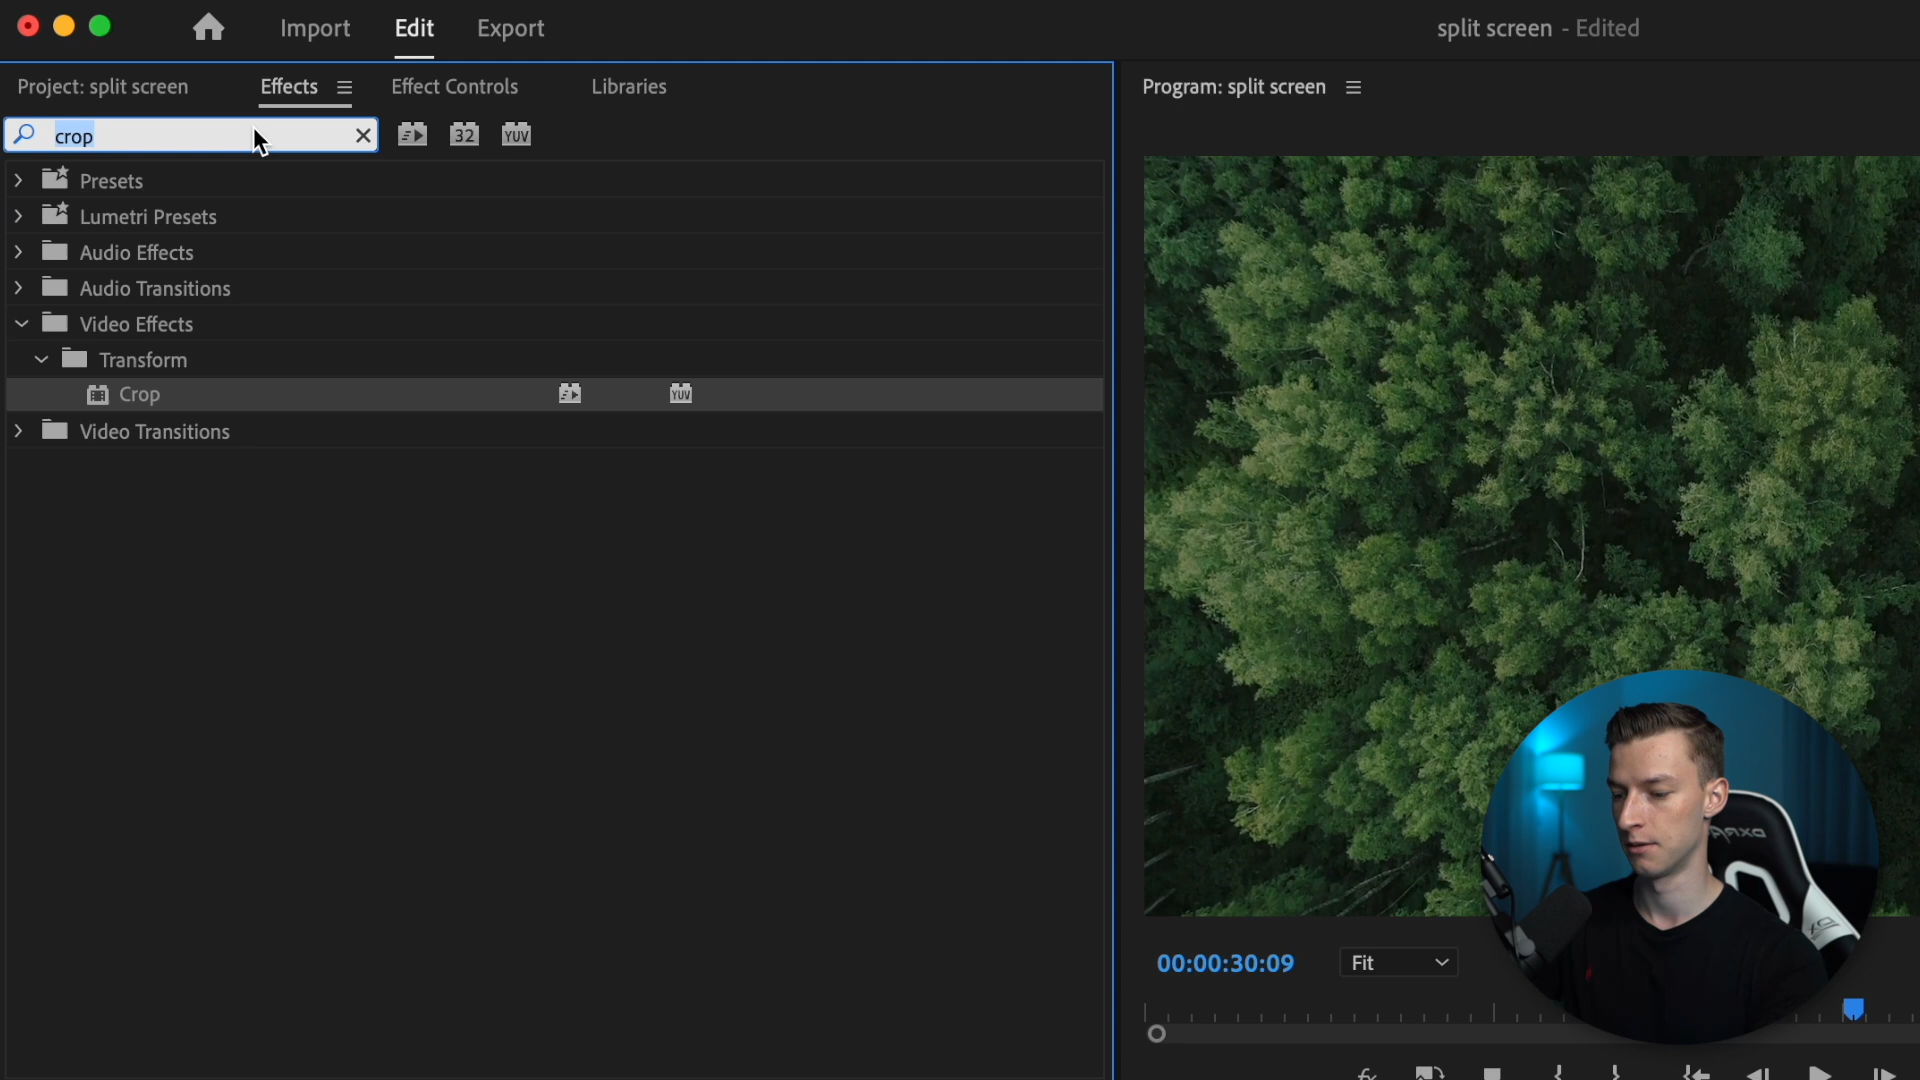 Import Edit Export split screen - Edited
Project: split screen Effects Effect Controls Libraries Program: split screen
crop 32 YUV
Presets
Lumetri Presets
Audio Effects
Audio Transitions
Video Effects
Transform
Crop YUV
Video Transitions
00:00:30:09 Fit